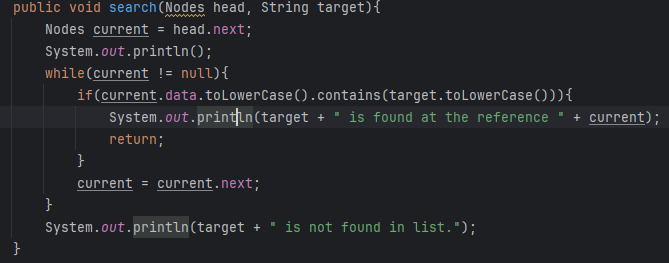 public void search(Nodes head, String target){
    Nodes current = head.next;
    System.out.println();
    while(current != null){
        if(current.data.toLowerCase().contains(target.toLowerCase())){
            System.out.println(target + " is found at the reference " + current);
            return;
        }
        current = current.next;
    }
    System.out.println(target + " is not found in list.");
}